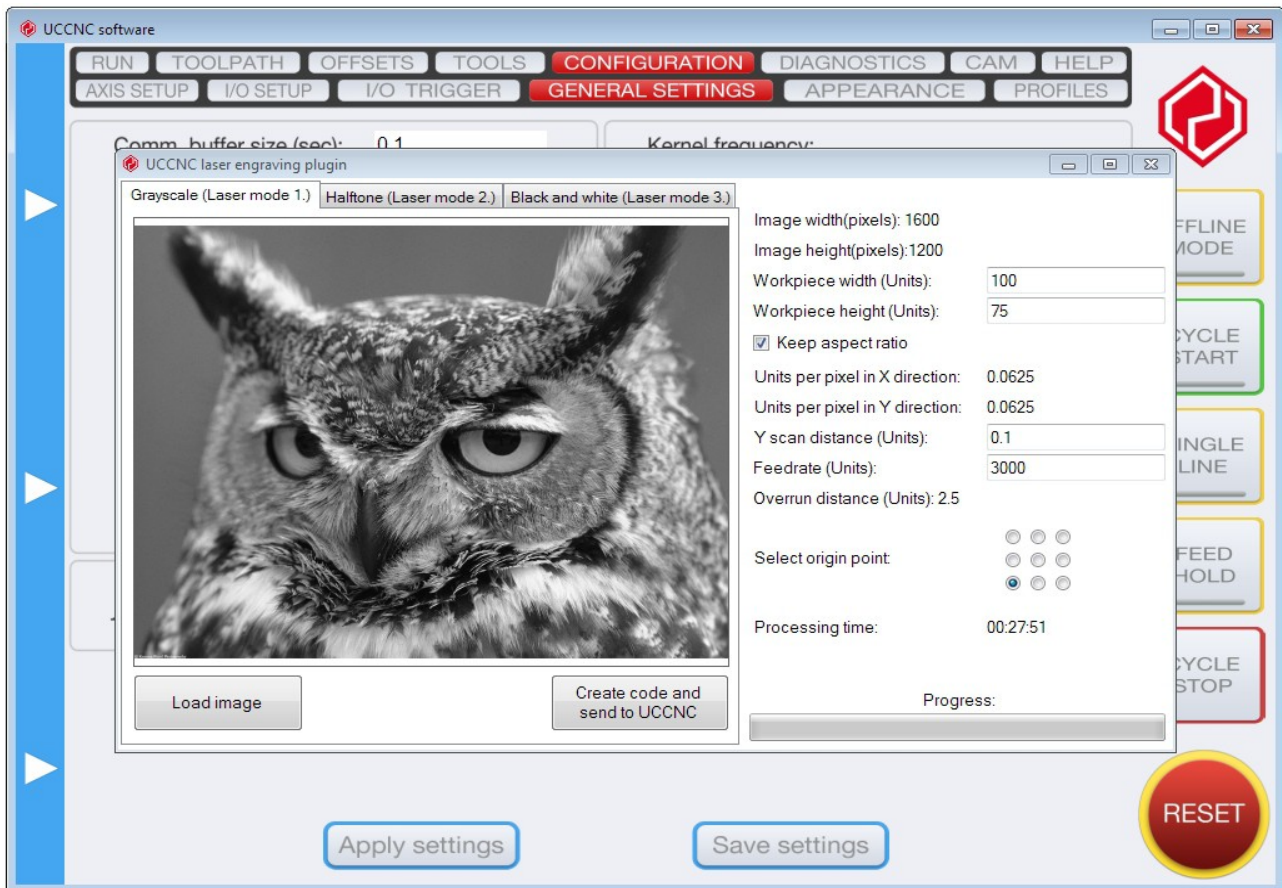 UCCNC software
RUN TOOLPATH OFFSETS TOOLS CONFIGURATION DIAGNOSTICS CAM HELP
AXIS SETUP I/O SETUP I/O TRIGGER GENERAL SETTINGS APPEARANCE PROFILES
Comm. buffer size (sec): 0.1 Kernel frequency:
UCCNC laser engraving plugin
Grayscale (Laser mode 1.) Halftone (Laser mode 2.) Black and white (Laser mode 3.)
Image width(pixels): 1600
Image height(pixels):1200
Workpiece width (Units): 100
Workpiece height (Units): 75
Keep aspect ratio
Units per pixel in X direction: 0.0625
Units per pixel in Y direction: 0.0625
Y scan distance (Units): 0.1
Feedrate (Units): 3000
Overrun distance (Units): 2.5
Select origin point:
Processing time: 00:27:51
Load image
Create code and
send to UCCNC
Progress:
FFLINE
MODE
YCLE
START
INGLE
LINE
FEED
HOLD
YCLE
STOP
RESET
Apply settings Save settings